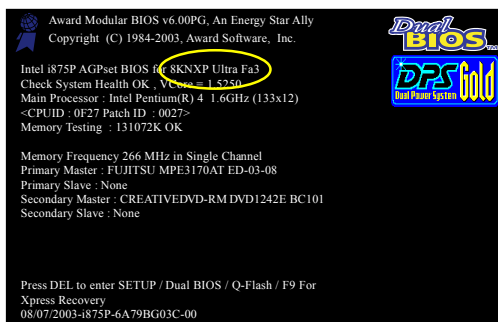 Award Modular BIOS v6.00PG, An Energy Star Ally
Copyright (C) 1984-2003, Award Software, Inc.
Dual
BIOS
DPS Gold
Dual Power System
Intel i875P AGPset BIOS for 8KNXP Ultra Fa3
Check System Health OK , VCore = 1.5250
Main Processor : Intel Pentium(R) 4 1.6GHz (133x12)
<CPUID : 0F27 Patch ID : 0027>
Memory Testing : 131072K OK
Memory Frequency 266 MHz in Single Channel
Primary Master : FUJITSU MPE3170AT ED-03-08
Primary Slave : None
Secondary Master : CREATIVEDVD-RM DVD1242E BC101
Secondary Slave : None
Press DEL to enter SETUP / Dual BIOS / Q-Flash / F9 For
Xpress Recovery
08/07/2003-i875P-6A79BG03C-00